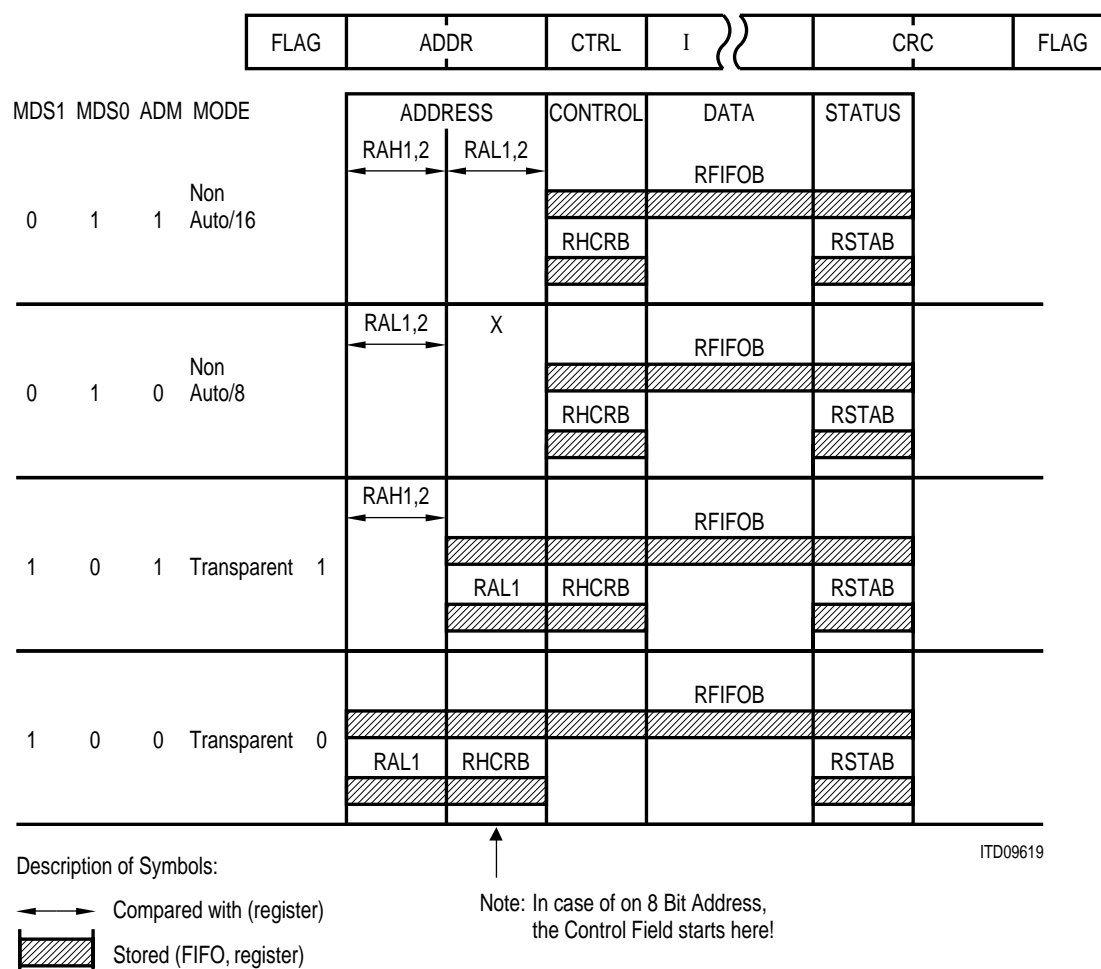 FLAG ADDR CTRL I CRC FLAG
MDS1 MDS0 ADM MODE ADDRESS CONTROL DATA STATUS
RAH1,2 RAL1,2
RFIFOB
0 1 1 Non
Auto/16
RHCRB RSTAB
RAL1,2 X
RFIFOB
0 1 0 Non
Auto/8
RHCRB RSTAB
RAH1,2
RFIFOB
1 0 1 Transparent 1
RAL1 RHCRB RSTAB
RFIFOB
1 0 0 Transparent 0
RAL1 RHCRB RSTAB
ITD09619
Description of Symbols:
Compared with (register)
Stored (FIFO, register)
Note: In case of on 8 Bit Address,
the Control Field starts here!